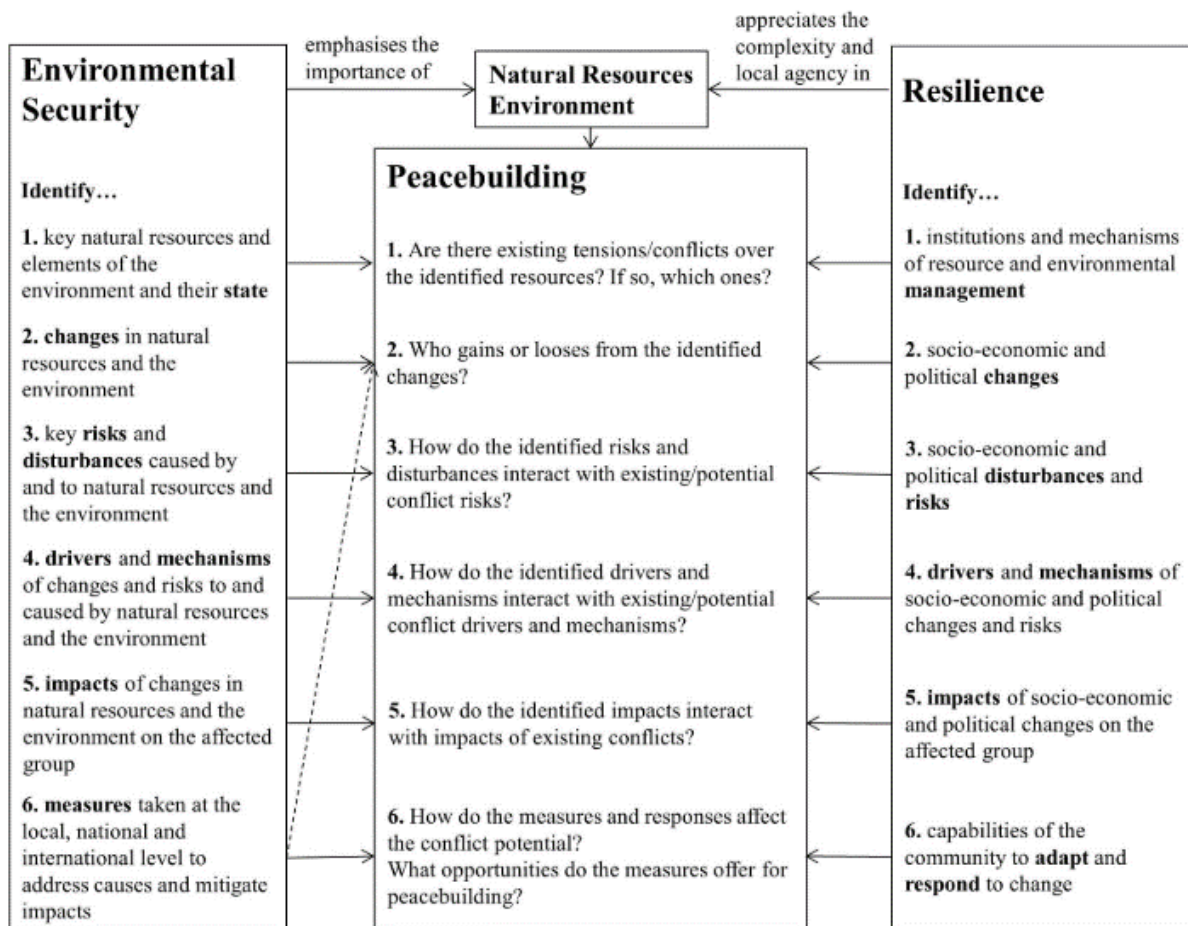 emphasises the
importance of
appreciates the
complexity and
local agency in
Natural Resources
Environment
Environmental
Security
Identify…
1. key natural resources and
elements of the
environment and their state
2. changes in natural
resources and the
environment
3. key risks and
disturbances caused by
and to natural resources and
the environment
4. drivers and mechanisms
of changes and risks to and
caused by natural resources
and the environment
5. impacts of changes in
natural resources and the
environment on the affected
group
6. measures taken at the
local, national and
international level to
address causes and mitigate
impacts
Peacebuilding
1. Are there existing tensions/conflicts over
the identified resources? If so, which ones?
2. Who gains or looses from the identified
changes?
3. How do the identified risks and
disturbances interact with existing/potential
conflict risks?
4. How do the identified drivers and
mechanisms interact with existing/potential
conflict drivers and mechanisms?
5. How do the identified impacts interact
with impacts of existing conflicts?
6. How do the measures and responses affect
the conflict potential?
What opportunities do the measures offer for
peacebuilding?
Resilience
Identify…
1. institutions and mechanisms
of resource and environmental
management
2. socio-economic and
political changes
3. socio-economic and
political disturbances and
risks
4. drivers and mechanisms of
socio-economic and political
changes and risks
5. impacts of socio-economic
and political changes on the
affected group
6. capabilities of the
community to adapt and
respond to change